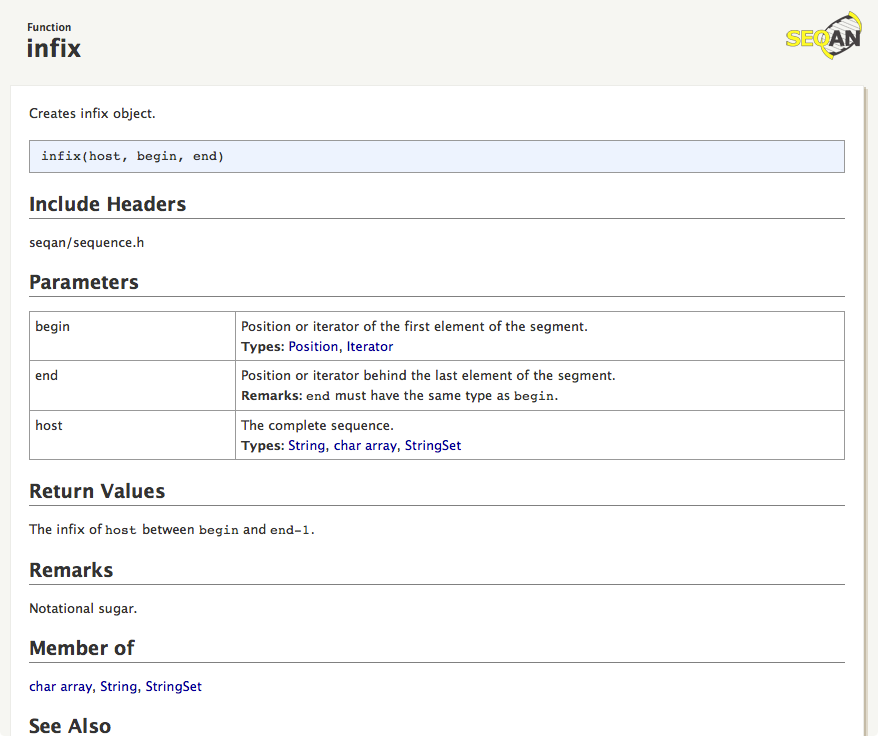 Function
infix
SEQAN
Creates infix object.
infix(host, begin, end)
Include Headers
seqan/sequence.h
Parameters
begin
Position or iterator of the first element of the segment.
Types: Position, Iterator
end
Position or iterator behind the last element of the segment.
Remarks: end must have the same type as begin.
host
The complete sequence.
Types: String, char array, StringSet
Return Values
The infix of host between begin and end-1.
Remarks
Notational sugar.
Member of
char array, String, StringSet
See Also